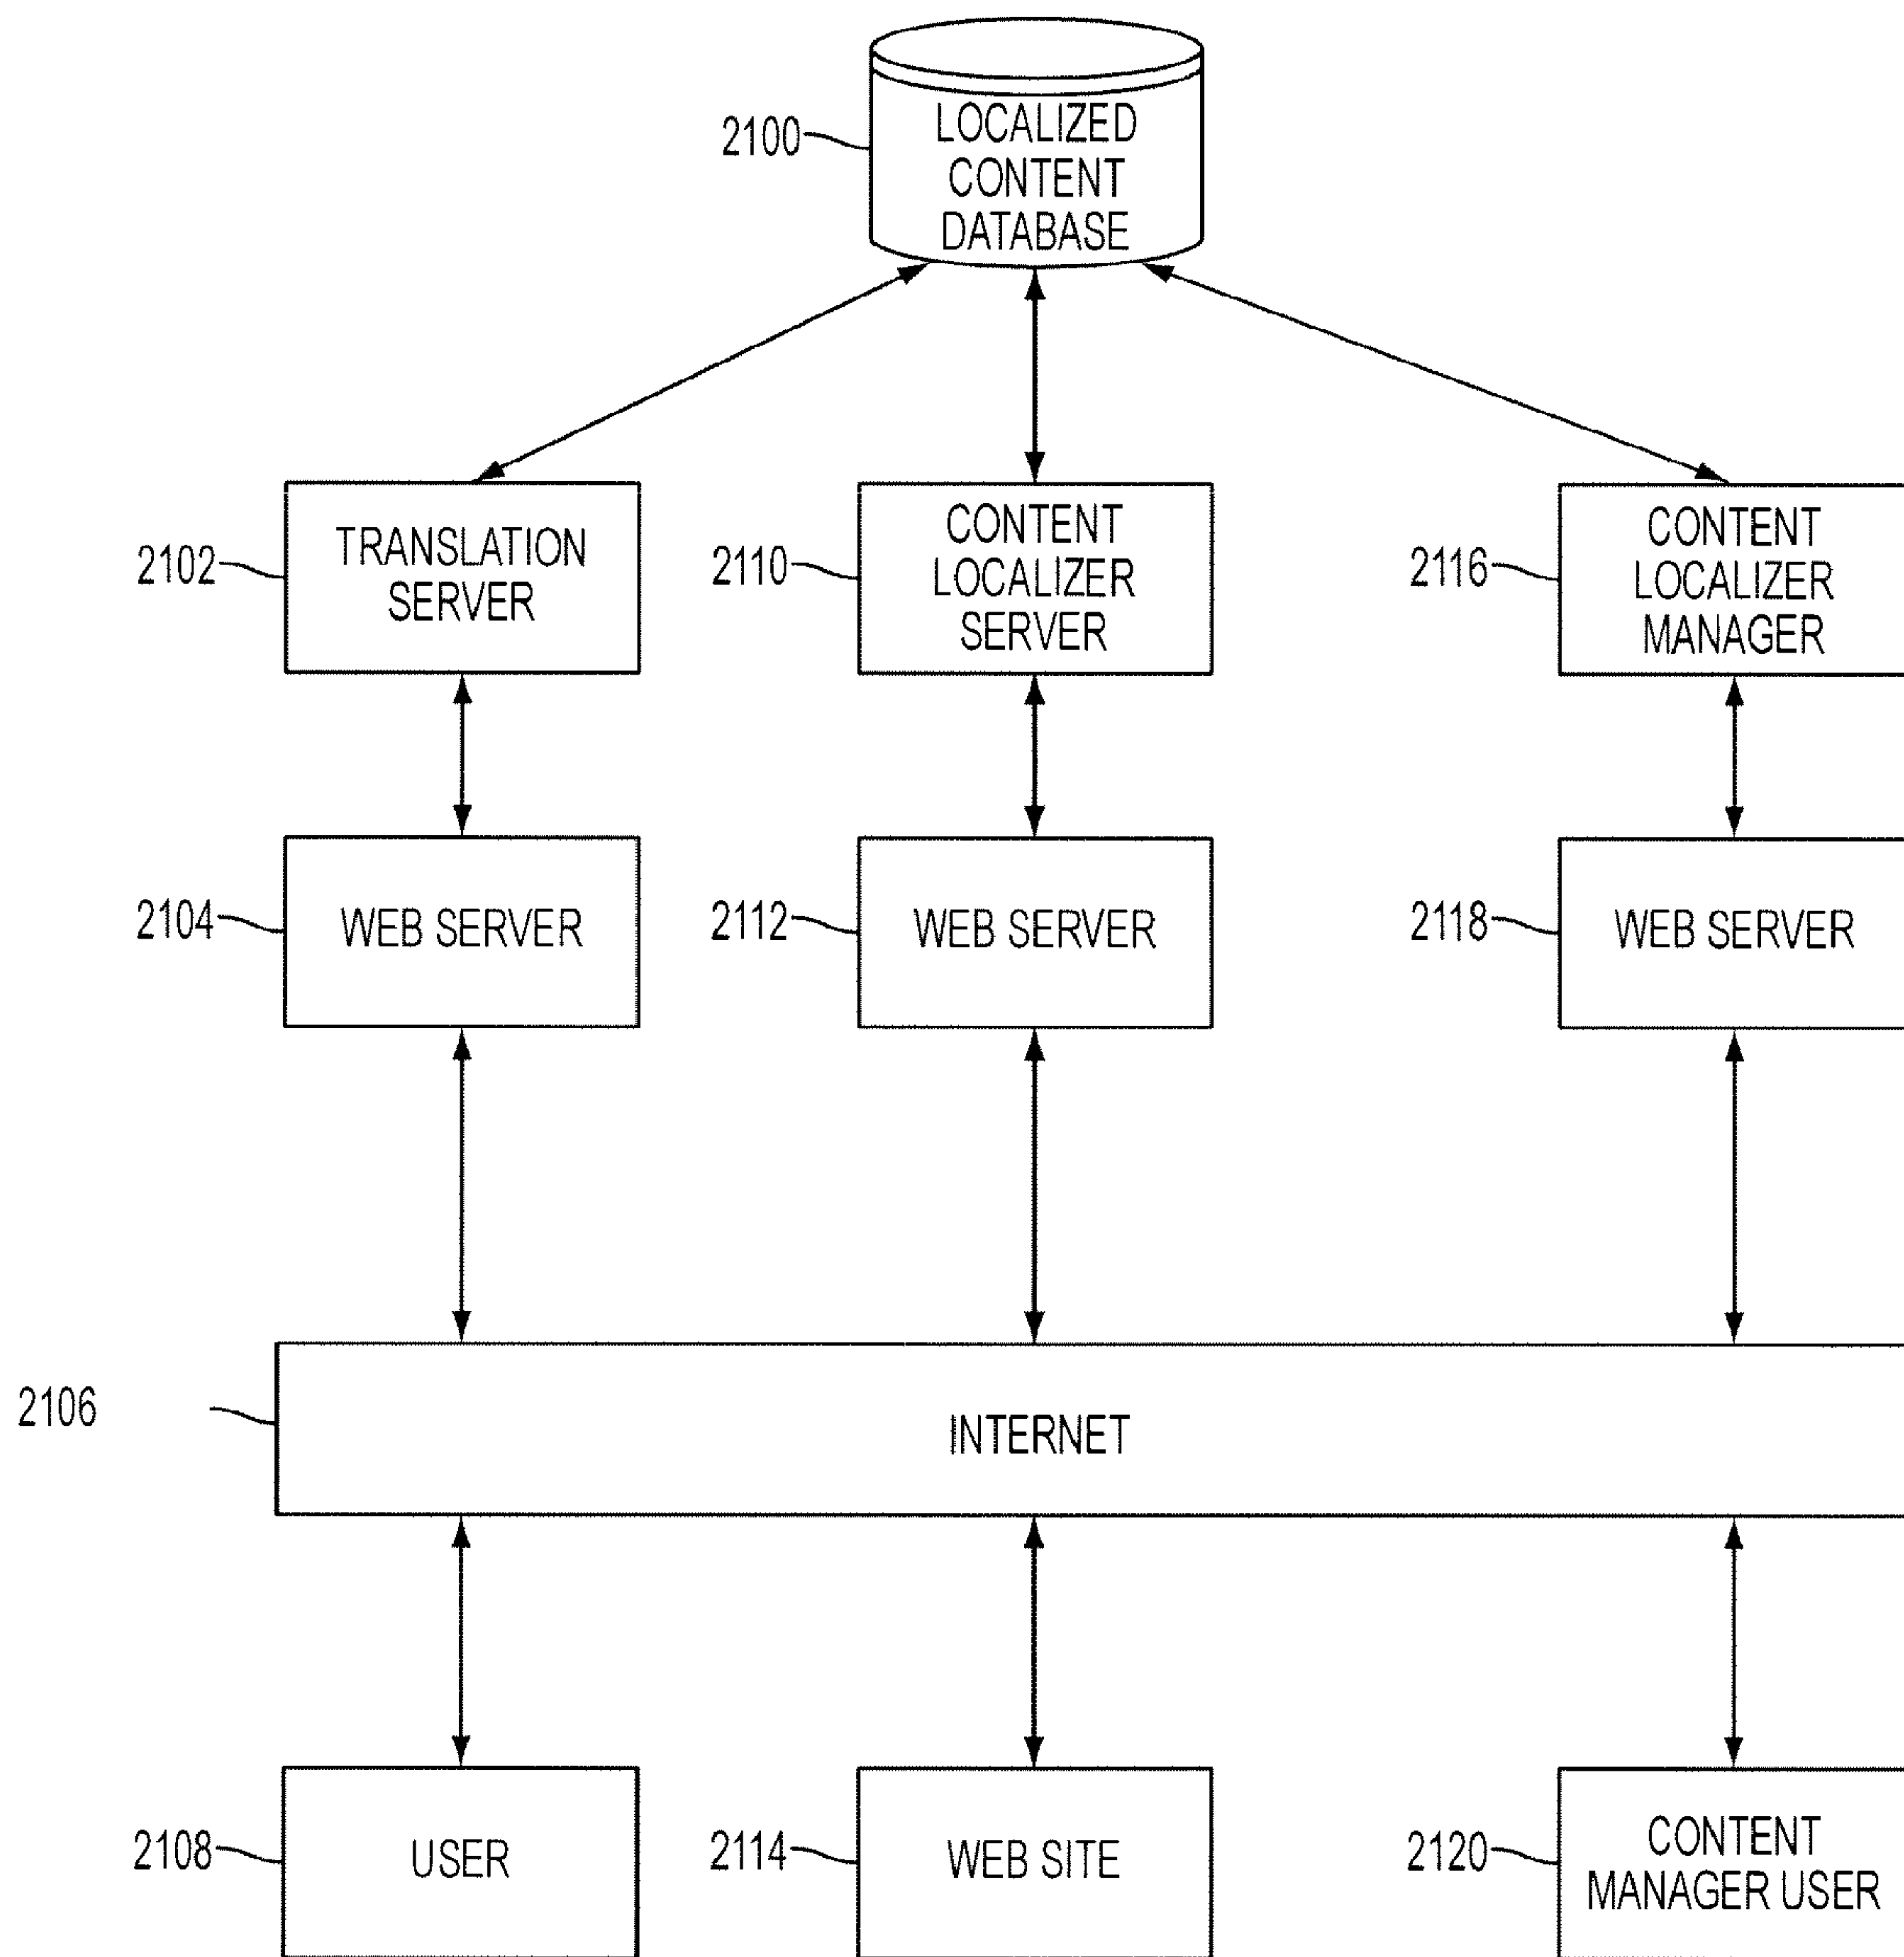 2100
LOCALIZED
CONTENT
DATABASE
2102
TRANSLATION
SERVER
2110
CONTENT
LOCALIZER
SERVER
2116
CONTENT
LOCALIZER
MANAGER
2104
WEB SERVER
2112
WEB SERVER
2118
WEB SERVER
2106
INTERNET
2108
USER
2114
WEB SITE
2120
CONTENT
MANAGER USER